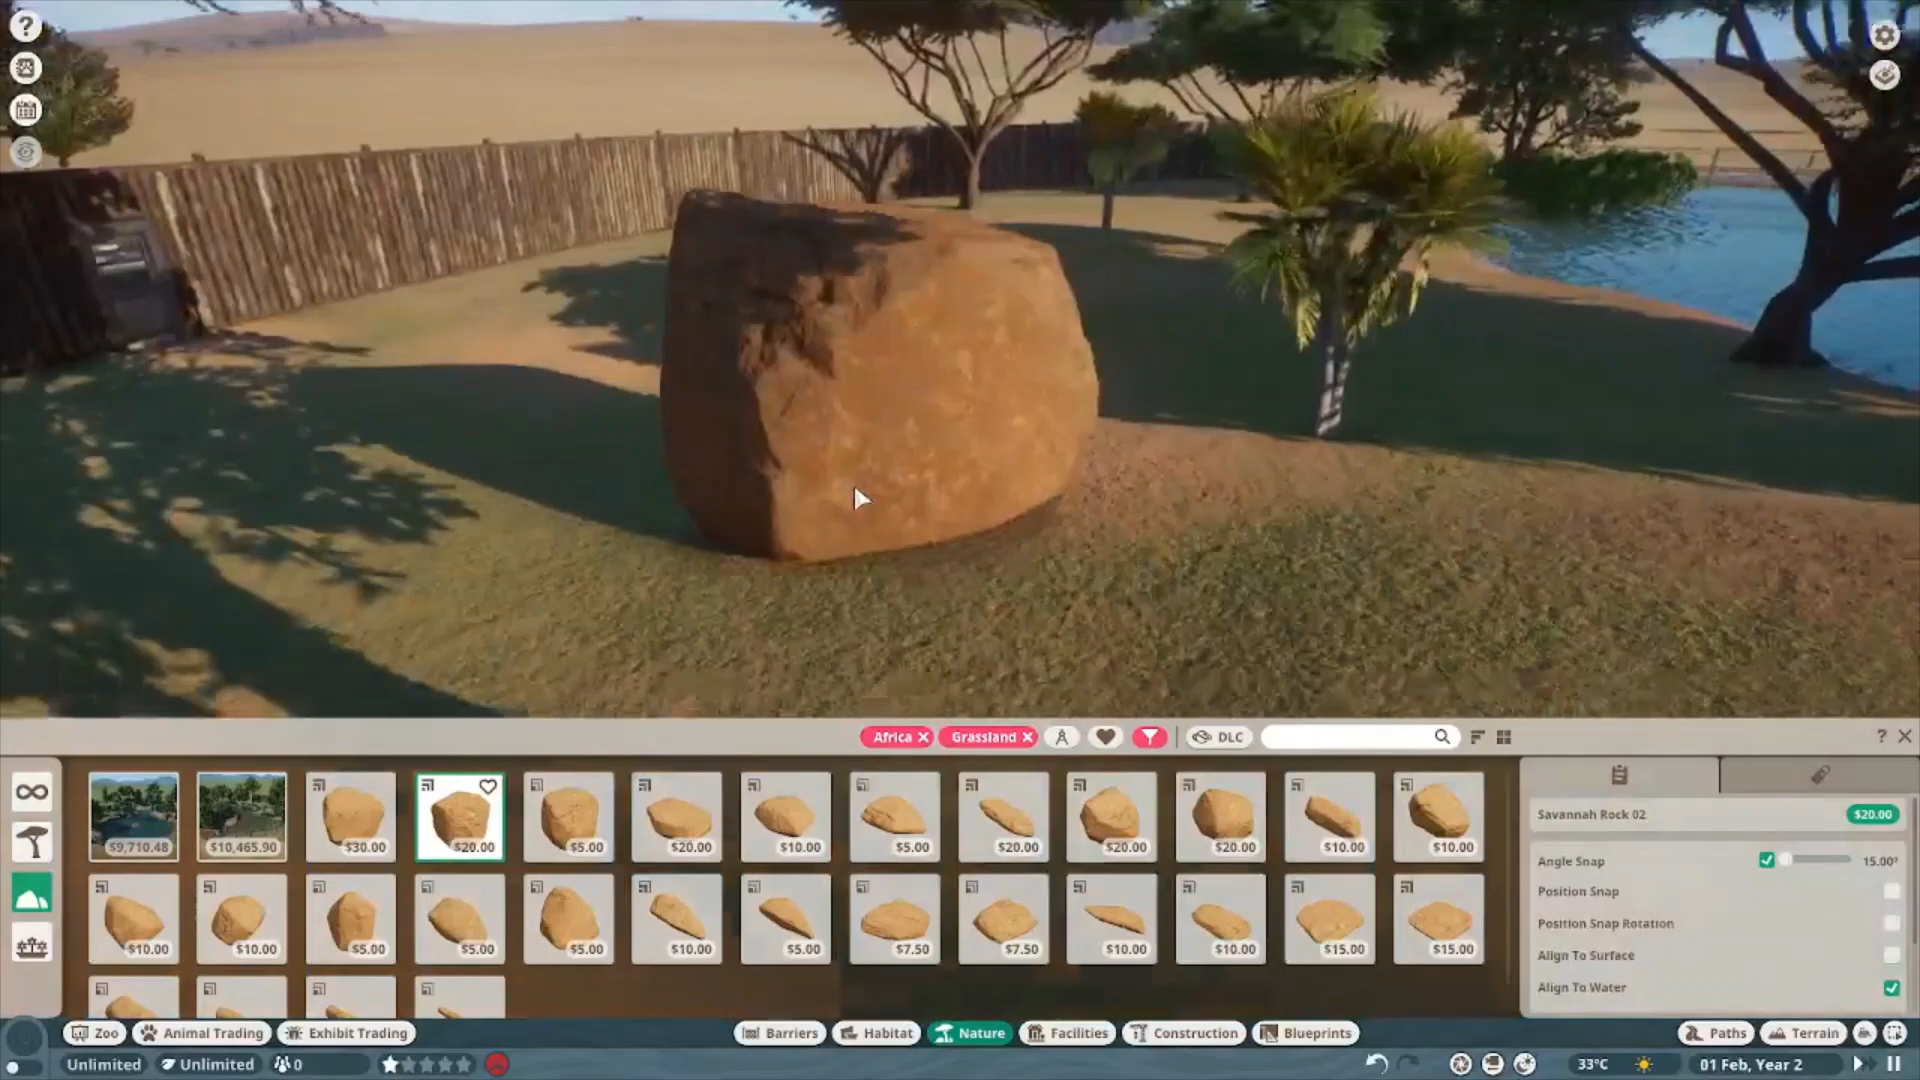 ?
Africa ✕ Grassland ✕ DLC ? ✕
$9,710.48 $10,465.90 $30.00 $20.00 $5.00 $20.00 $10.00 $5.00 $20.00 $20.00 $20.00 $10.00 $10.00
$10.00 $10.00 $5.00 $5.00 $5.00 $10.00 $5.00 $7.50 $7.50 $10.00 $10.00 $15.00 $15.00
Savannah Rock 02 $20.00
Angle Snap 15.00°
Position Snap
Position Snap Rotation
Align To Surface
Align To Water
Zoo Animal Trading Exhibit Trading Barriers Habitat Nature Facilities Construction Blueprints Paths Terrain
Unlimited Unlimited 0 33°C 01 Feb, Year 2